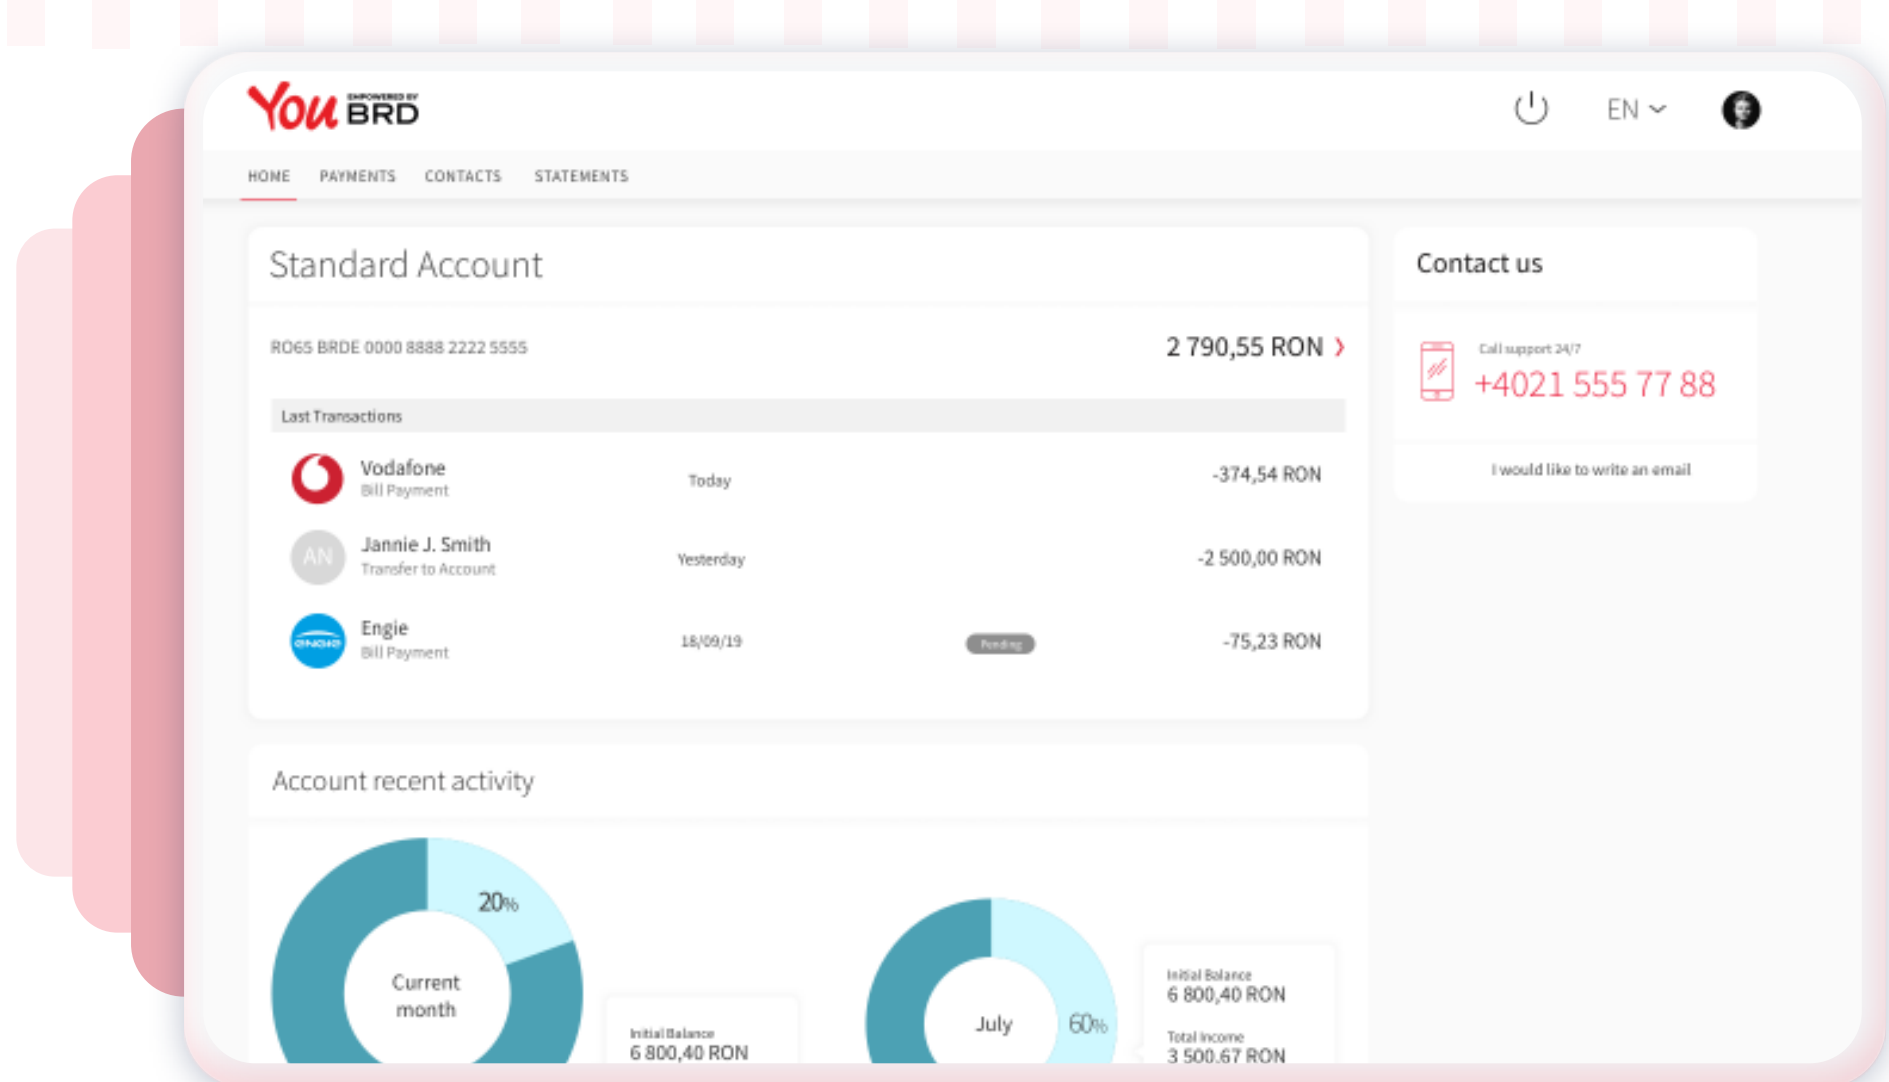 You EMPOWERED BY BRD
EN
HOME PAYMENTS CONTACTS STATEMENTS
Standard Account
RO65 BRDE 0000 8888 2222 5555
2 790,55 RON
Last Transactions
Vodafone
Bill Payment
Today
-374,54 RON
AN
Jannie J. Smith
Transfer to Account
Yesterday
-2 500,00 RON
ENGIE
Engie
Bill Payment
18/09/19
Pending
-75,23 RON
Contact us
Call support 24/7
+4021 555 77 88
I would like to write an email
Account recent activity
20%
Current
month
Initial Balance
6 800,40 RON
July
60%
Initial Balance
6 800,40 RON
Total Income
3 500,67 RON